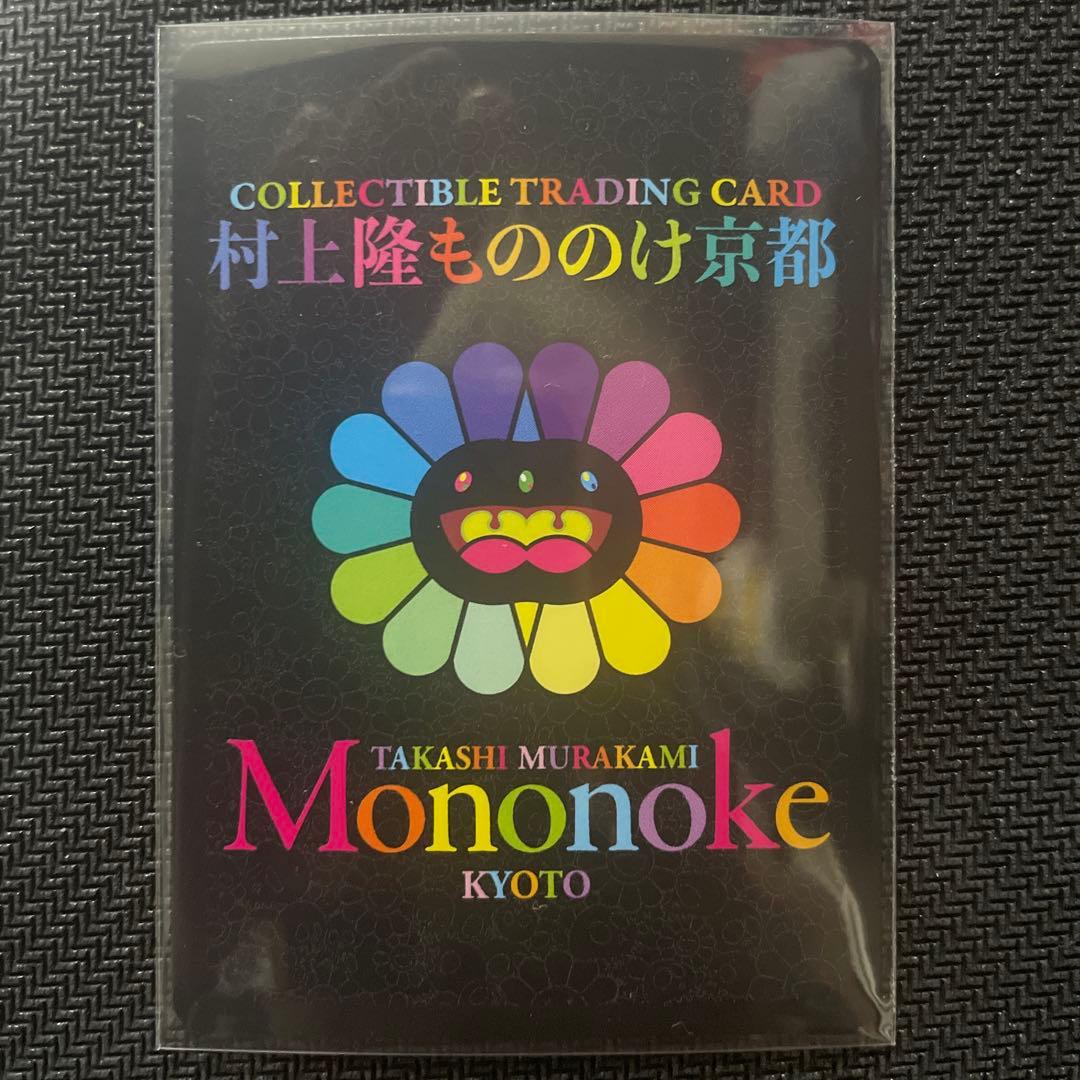 COLLECTIBLE TRADING CARD
村上隆もののけ京都
TAKASHI MURAKAMI
Mononoke
KYOTO